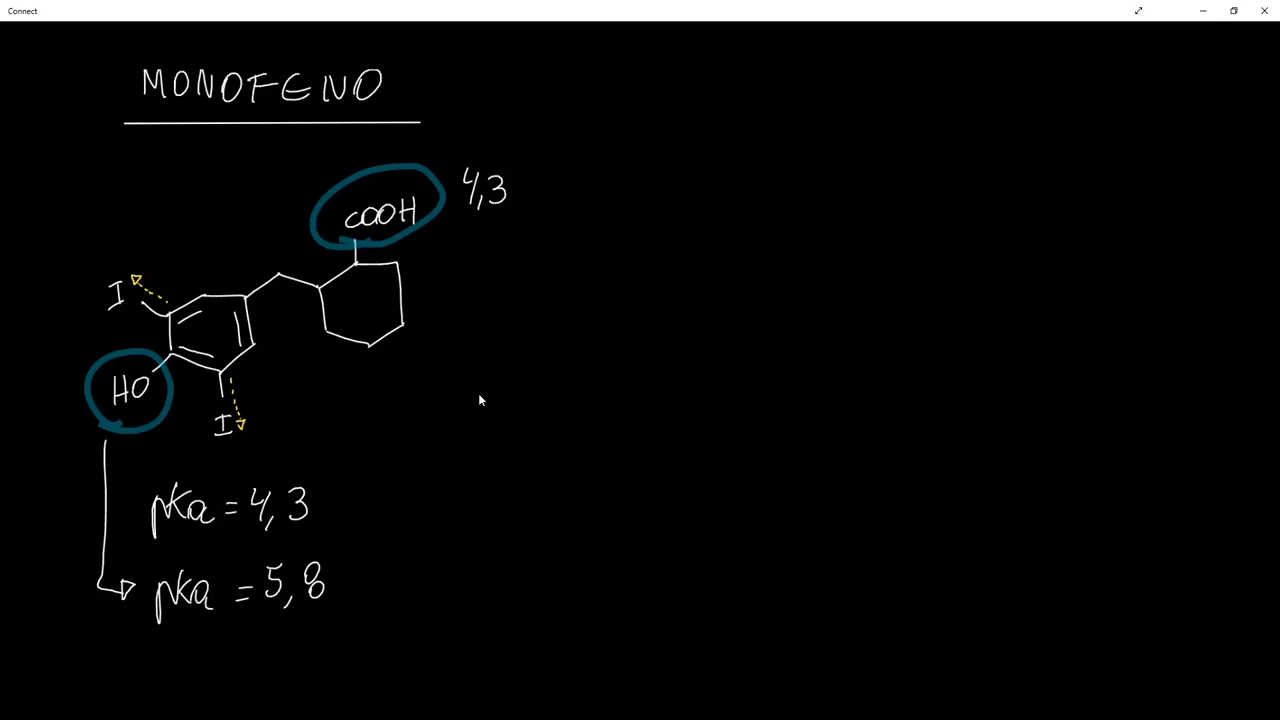 Connect
MONOFENO
COOH 4,3
I
HO
I
pKa = 4,3
pKa = 5,8